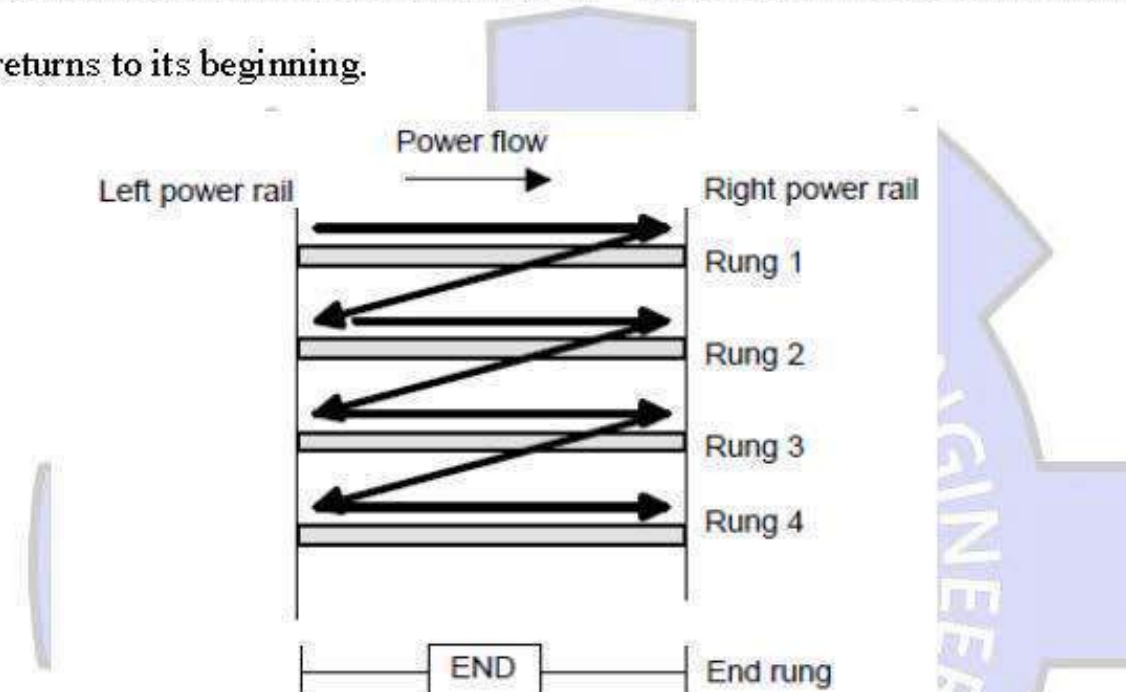 returns to its beginning.
Power flow
Left power rail
Right power rail
Rung 1
Rung 2
Rung 3
Rung 4
END
End rung